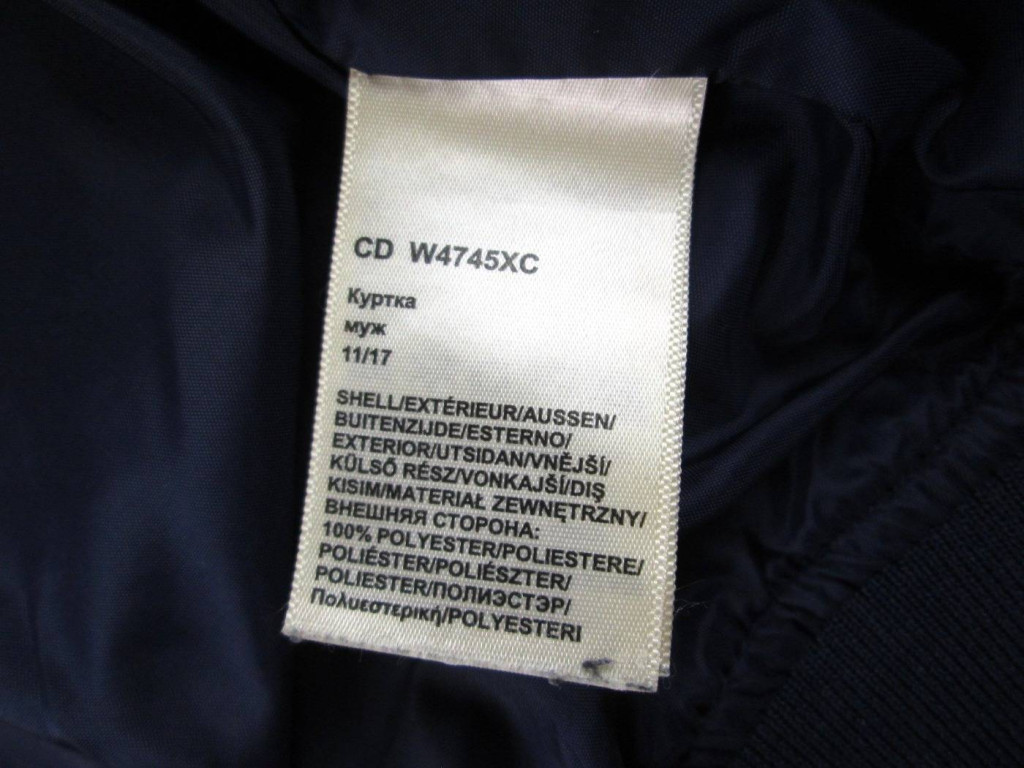 CD W4745XC
Куртка
муж
11/17
SHELL/EXTÉRIEUR/AUSSEN/
BUITENZIJDE/ESTERNO/
EXTERIOR/UTSIDAN/VNĚJŠÍ/
KÜLSŐ RÉSZ/VONKAJŠÍ/DIŞ
KISIM/MATERIAŁ ZEWNĘTRZNY/
ВНЕШНЯЯ СТОРОНА:
100% POLYESTER/POLIESTERE/
POLIÉSTER/POLIÉSZTER/
POLIESTER/ПОЛИЭСТЭР/
Πολυεστερική/POLYESTERI